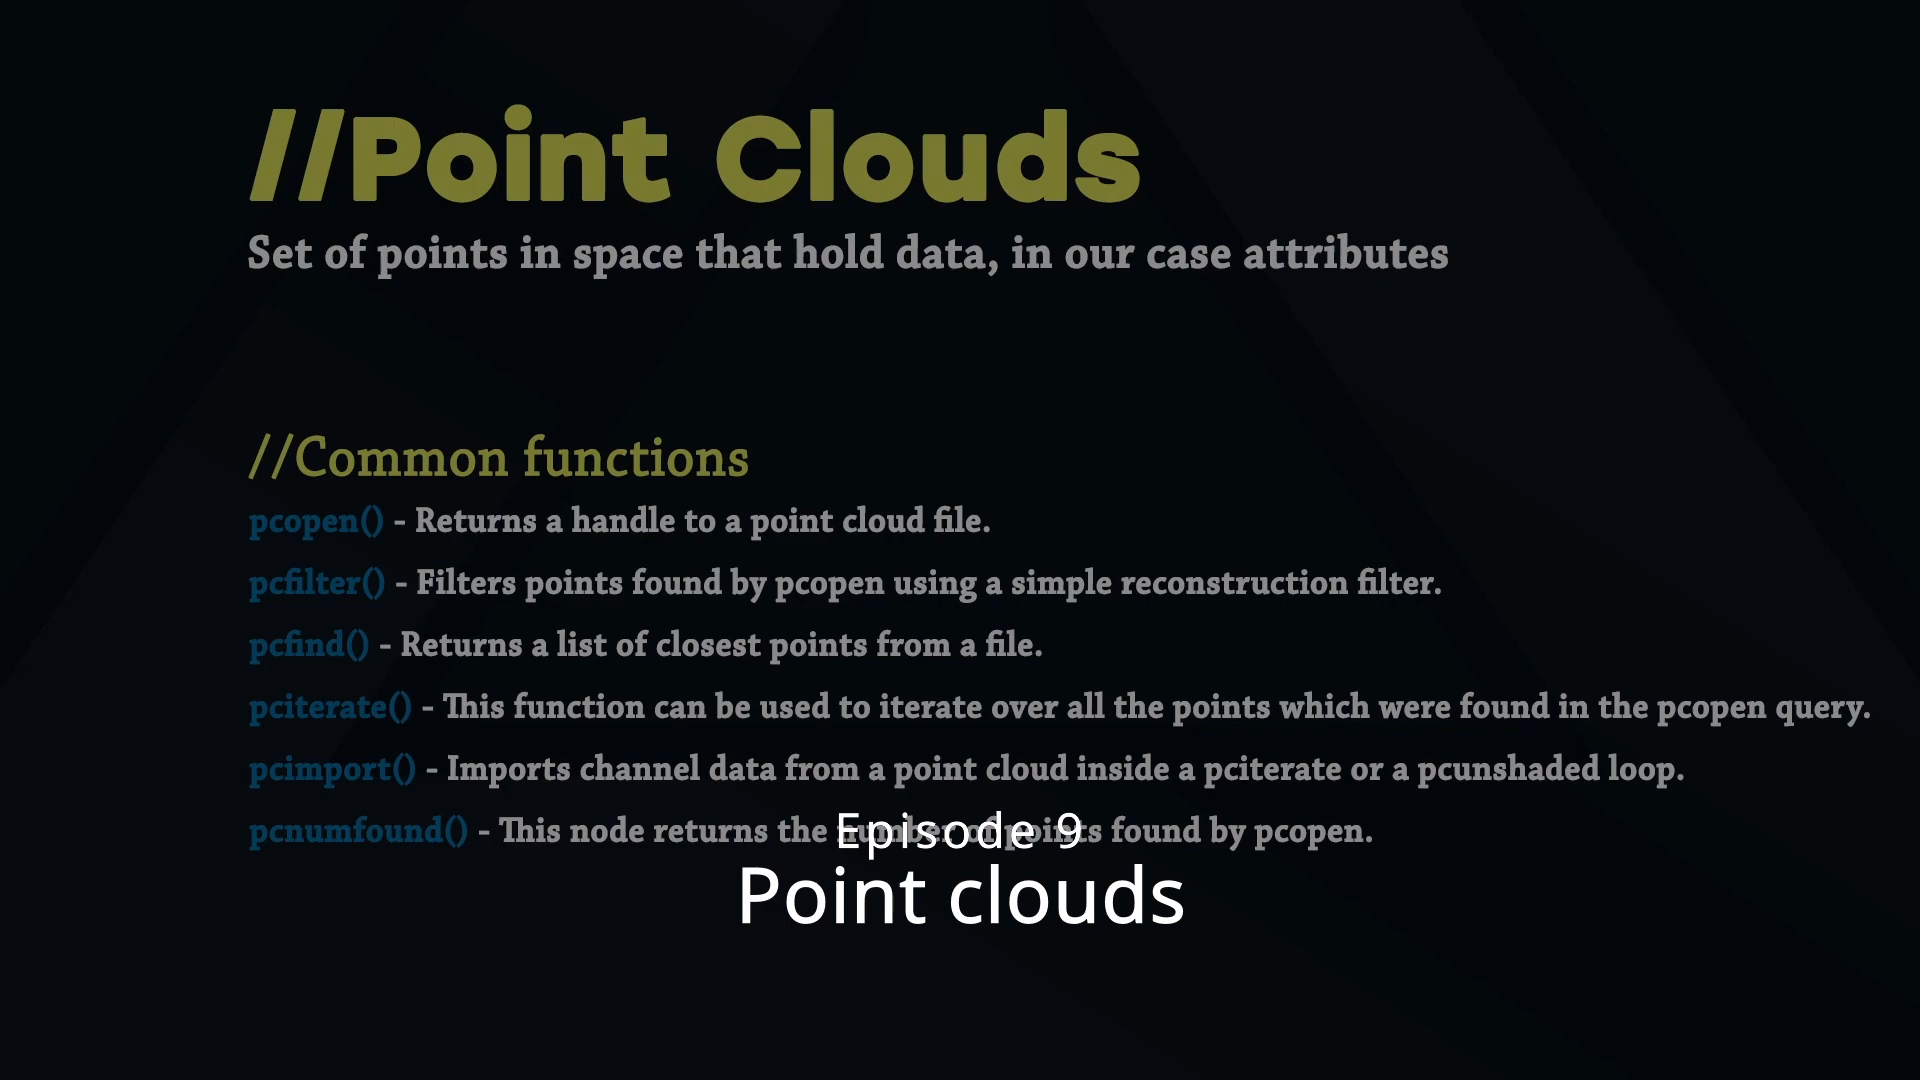 //Point Clouds
Set of points in space that hold data, in our case attributes
//Common functions
pcopen() - Returns a handle to a point cloud file.
pcfilter() - Filters points found by pcopen using a simple reconstruction filter.
pcfind() - Returns a list of closest points from a file.
pciterate() - This function can be used to iterate over all the points which were found in the pcopen query.
pcimport() - Imports channel data from a point cloud inside a pciterate or a pcunshaded loop.
pcnumfound() - This node returns the number of points found by pcopen.
Episode 9
Point clouds